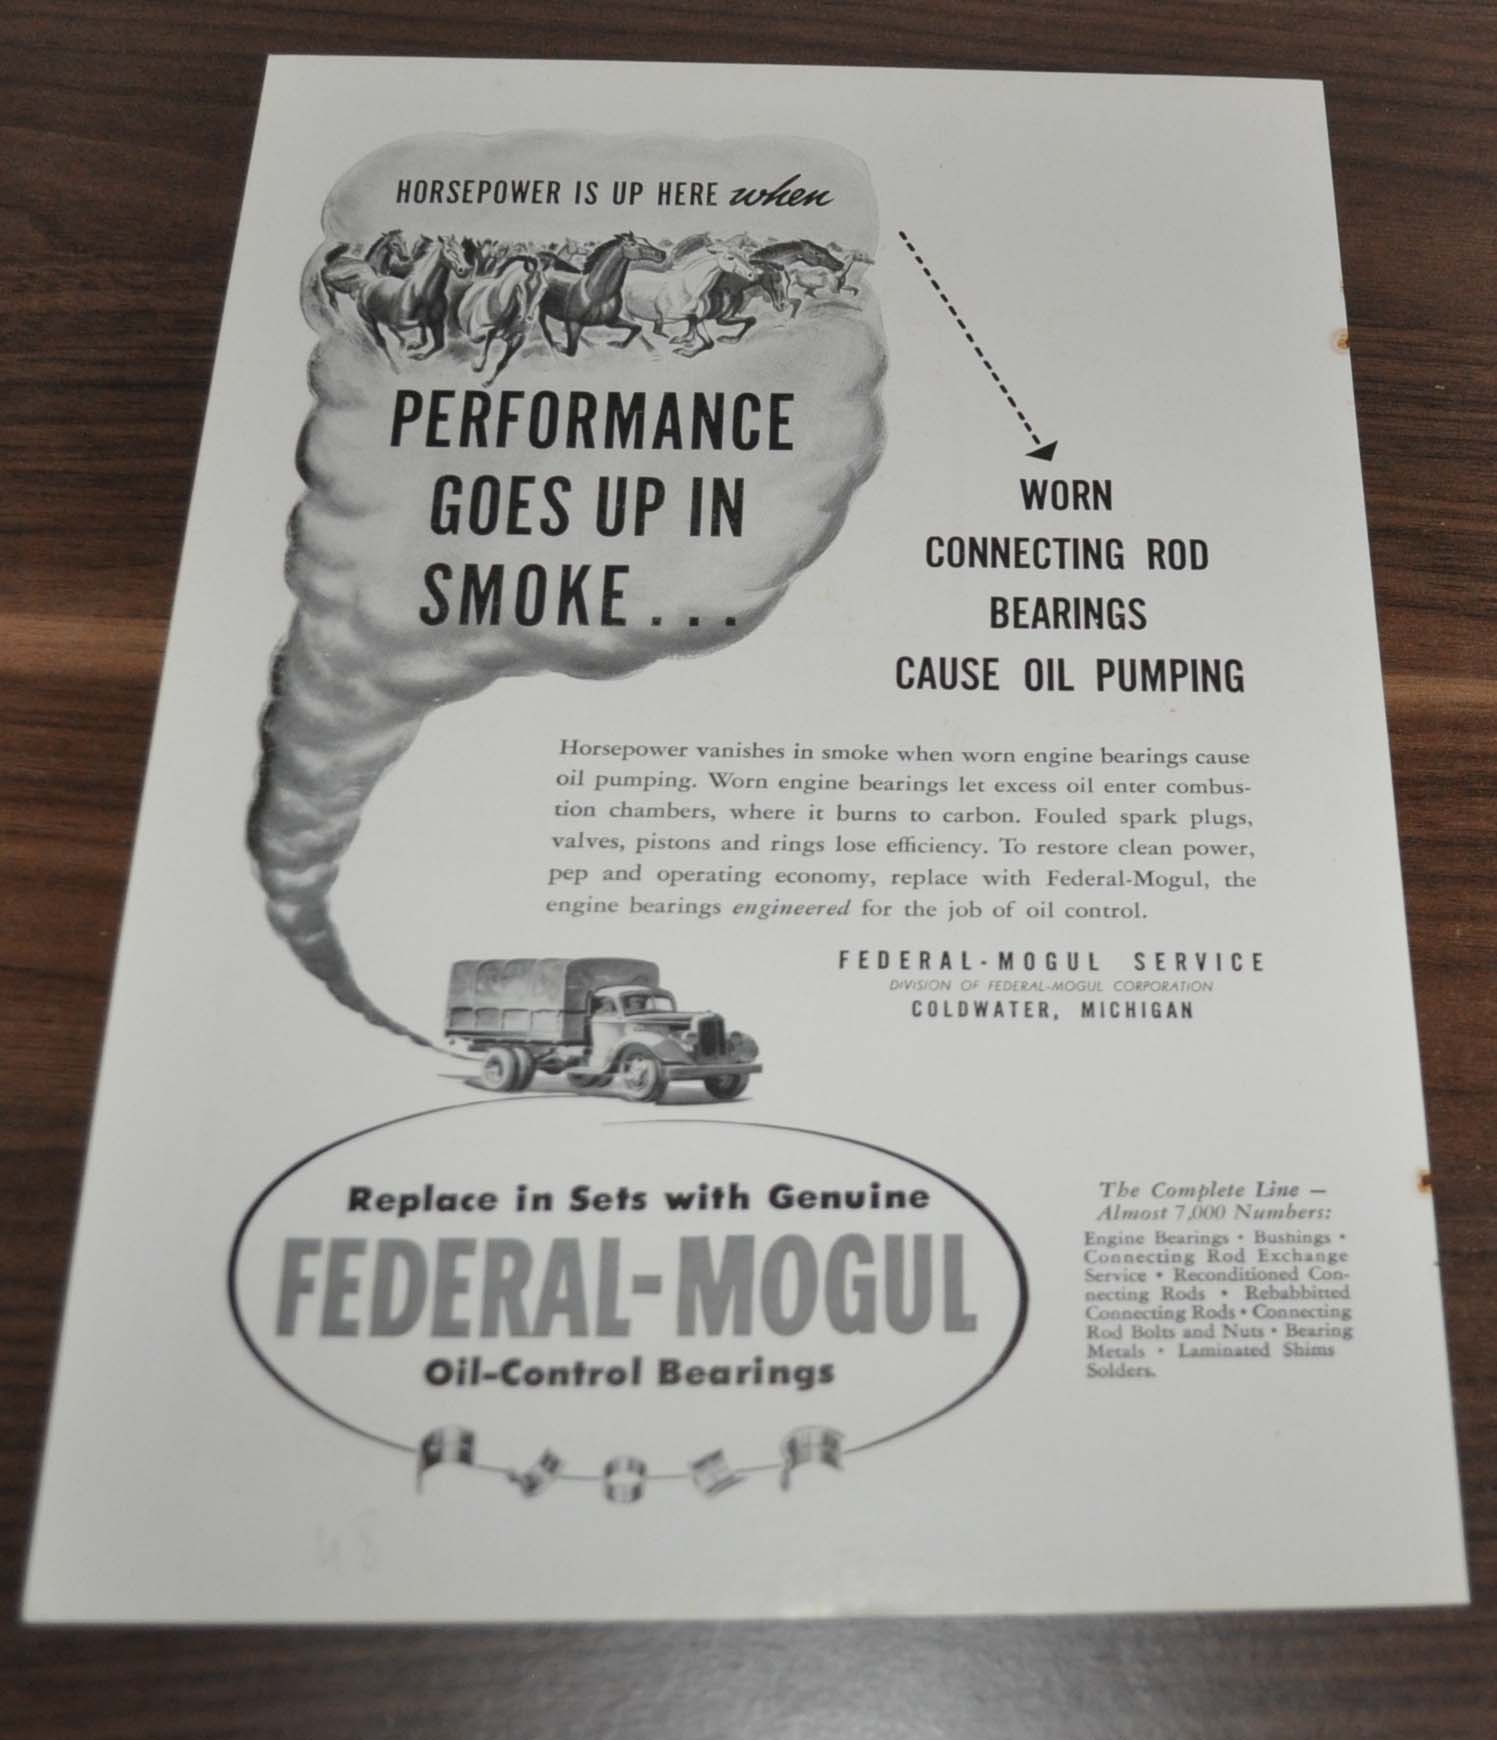 HORSEPOWER IS UP HERE when
PERFORMANCE
GOES UP IN
SMOKE...
WORN
CONNECTING ROD
BEARINGS
CAUSE OIL PUMPING
Horsepower vanishes in smoke when worn engine bearings cause
oil pumping. Worn engine bearings let excess oil enter combus-
tion chambers, where it burns to carbon. Fouled spark plugs,
valves, pistons and rings lose efficiency. To restore clean power,
pep and operating economy, replace with Federal-Mogul, the
engine bearings engineered for the job of oil control.
FEDERAL-MOGUL SERVICE
DIVISION OF FEDERAL-MOGUL CORPORATION
COLDWATER, MICHIGAN
Replace in Sets with Genuine
FEDERAL-MOGUL
Oil-Control Bearings
The Complete Line —
Almost 7,000 Numbers:
Engine Bearings • Bushings •
Connecting Rod Exchange
Service • Reconditioned Con-
necting Rods • Rebabbitted
Connecting Rods • Connecting
Rod Bolts and Nuts • Bearing
Metals • Laminated Shims
Solders.